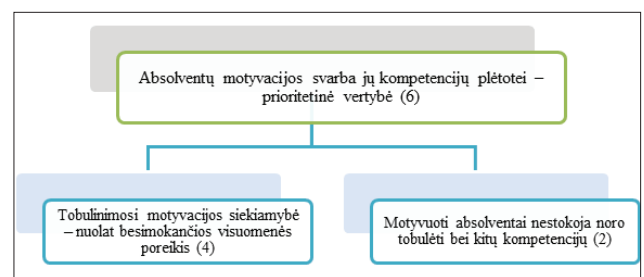 Absolventų motyvacijos svarba jų kompetencijų plėtotei –
prioritetinė vertybė (6)
Tobulinimosi motyvacijos siekiamybė
– nuolat besimokančios visuomenės
poreikis (4)
Motyvuoti absolventai nestokoja noro
tobulėti bei kitų kompetencijų (2)